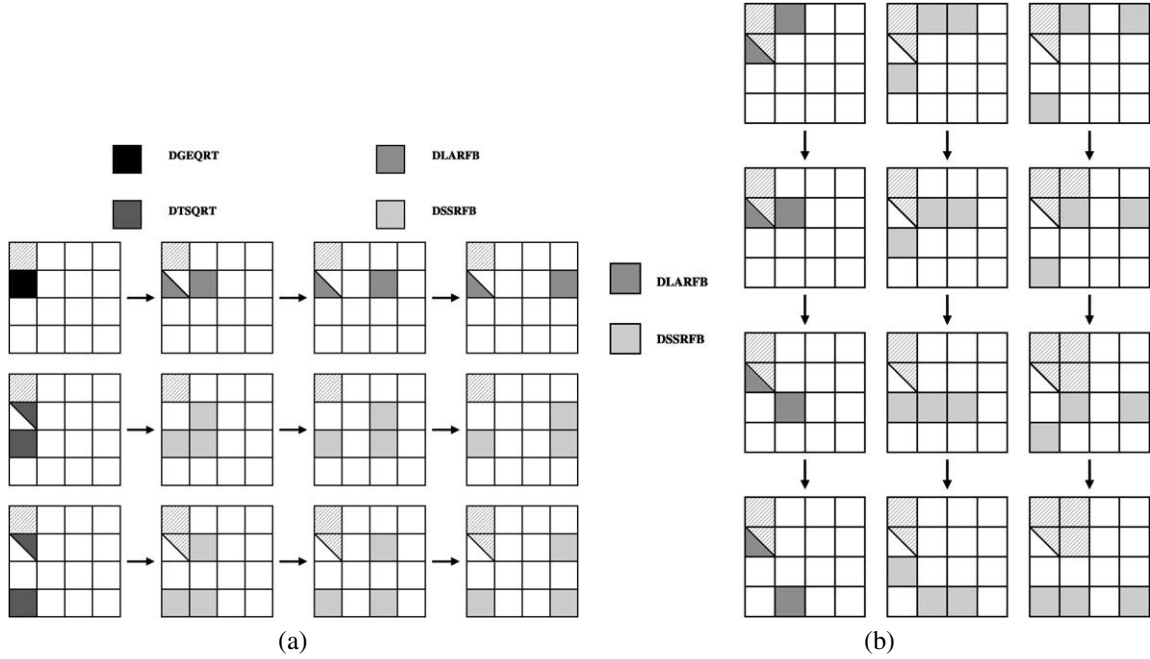 DGEQRT
DLARFB
DTSQRT
DSSRFB
DLARFB
DSSRFB
(a)
(b)